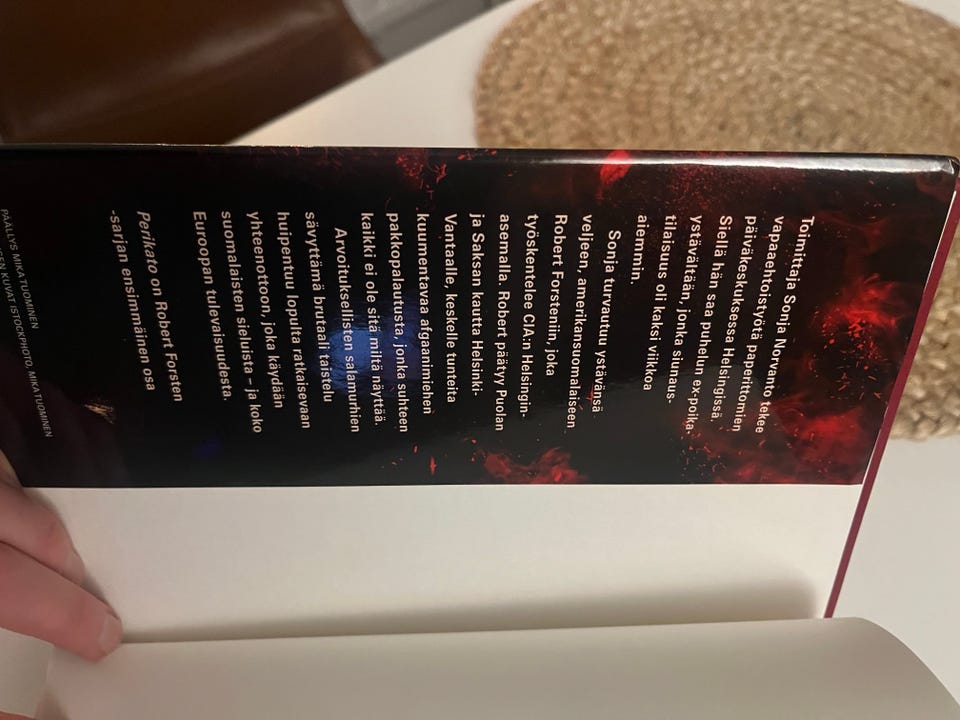 Toimittaja Sonja Norvanto tekee
vapaaehtoistyötä paperittomien
päiväkeskuksessa Helsingissä.
Siellä hän saa puhelun ex-poika-
ystävältään, jonka siunaus-
tilaisuus oli kaksi viikkoa
aiemmin.
Sonja turvautuu ystävänsä
veljeen, amerikansuomalaiseen
Robert Forsteniin, joka
työskentelee CIA:n Helsingin-
asemalla. Robert päätyy Puolan
ja Saksan kautta Helsinki-
Vantaalle, keskelle tunteita
kuumentavaa afgaanimiehen
pakkopalautusta, jonka suhteen
kaikki ei ole sitä miltä näyttää.
Arvoituksellisten salamurhien
sävyttämä brutaali taistelu
huipentuu lopulta ratkaisevaan
yhteenottoon, joka käydään
suomalaisten sieluista – ja koko
Euroopan tulevaisuudesta.
Perikato on Robert Forsten
-sarjan ensimmäinen osa
PÄÄLLYS MIKA TUOMINEN
KUVAT ISTOCKPHOTO, MIKA TUOMINEN